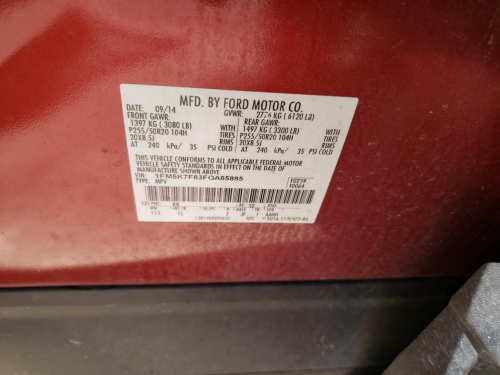 MFD. BY FORD MOTOR CO.
DATE: 09/14 GVWR: 2776 KG ( 6120 LB)
FRONT GAWR: REAR GAWR:
1397 KG ( 3080 LB) WITH 1497 KG ( 3300 LB) WITH
P255/50R20 104H TIRES P255/50R20 104H TIRES
20X8.5J RIMS 20X8.5J RIMS
AT 240 kPa/ 35 PSI COLD AT 240 kPa/ 35 PSI COLD
THIS VEHICLE CONFORMS TO ALL APPLICABLE FEDERAL MOTOR
VEHICLE SAFETY STANDARDS IN EFFECT ON THE DATE OF
MANUFACTURE SHOWN ABOVE.
VIN: 1FM5K7F83FGA85885
TYPE: MPV
F0259
T0064